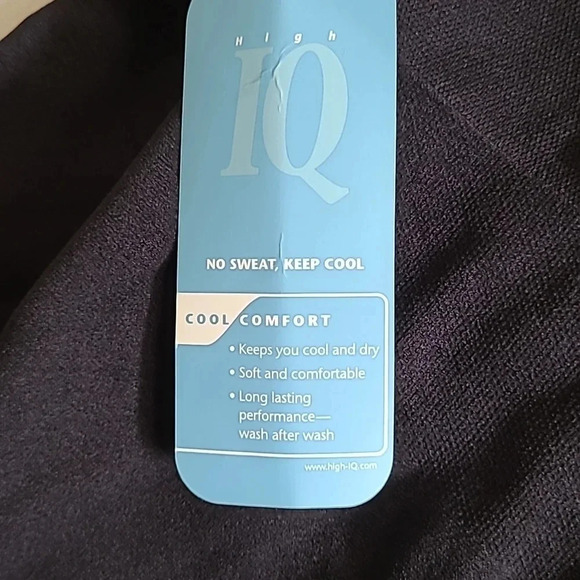 High
IQ
NO SWEAT, KEEP COOL
COOL COMFORT
• Keeps you cool and dry
• Soft and comfortable
• Long lasting
performance—
wash after wash
www.high-IQ.com